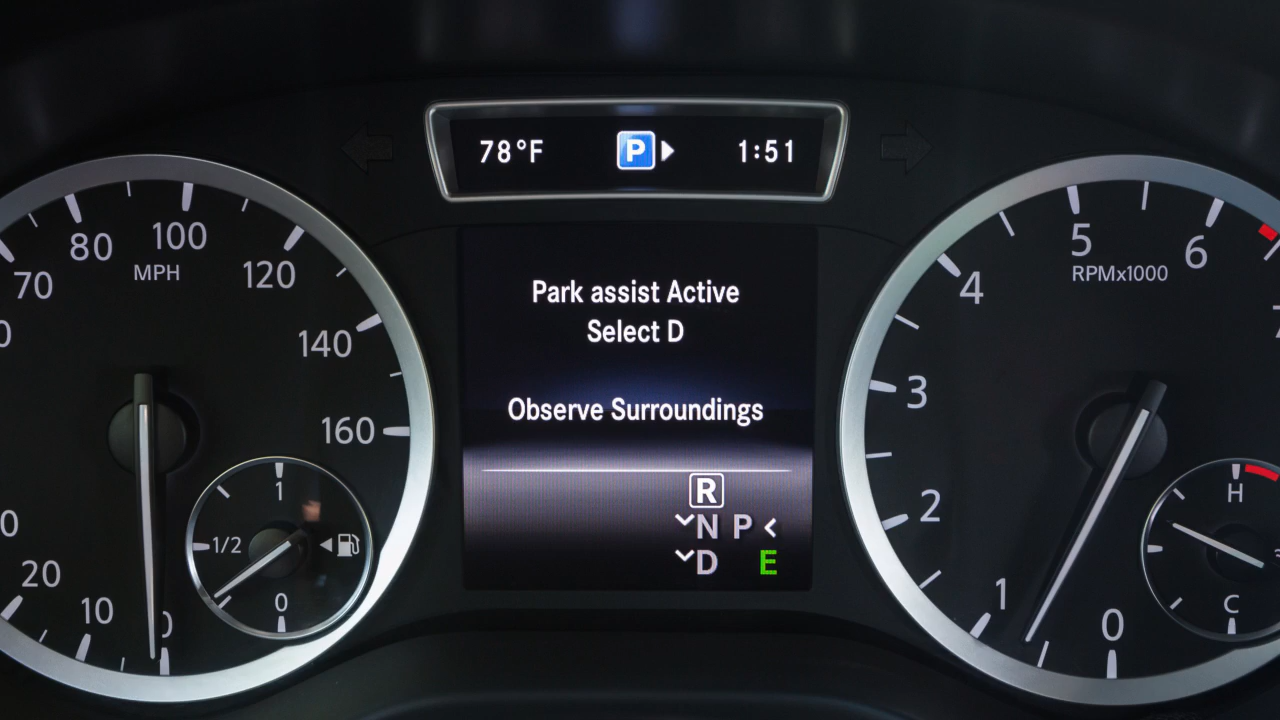 78°F P 1:51
80 100
70 MPH 120
140
160
1
1/2
20
10
0
0
Park assist Active
Select D
Observe Surroundings
R
N P
D E
5 6
4 RPMx1000
3
2
1
0
H
C